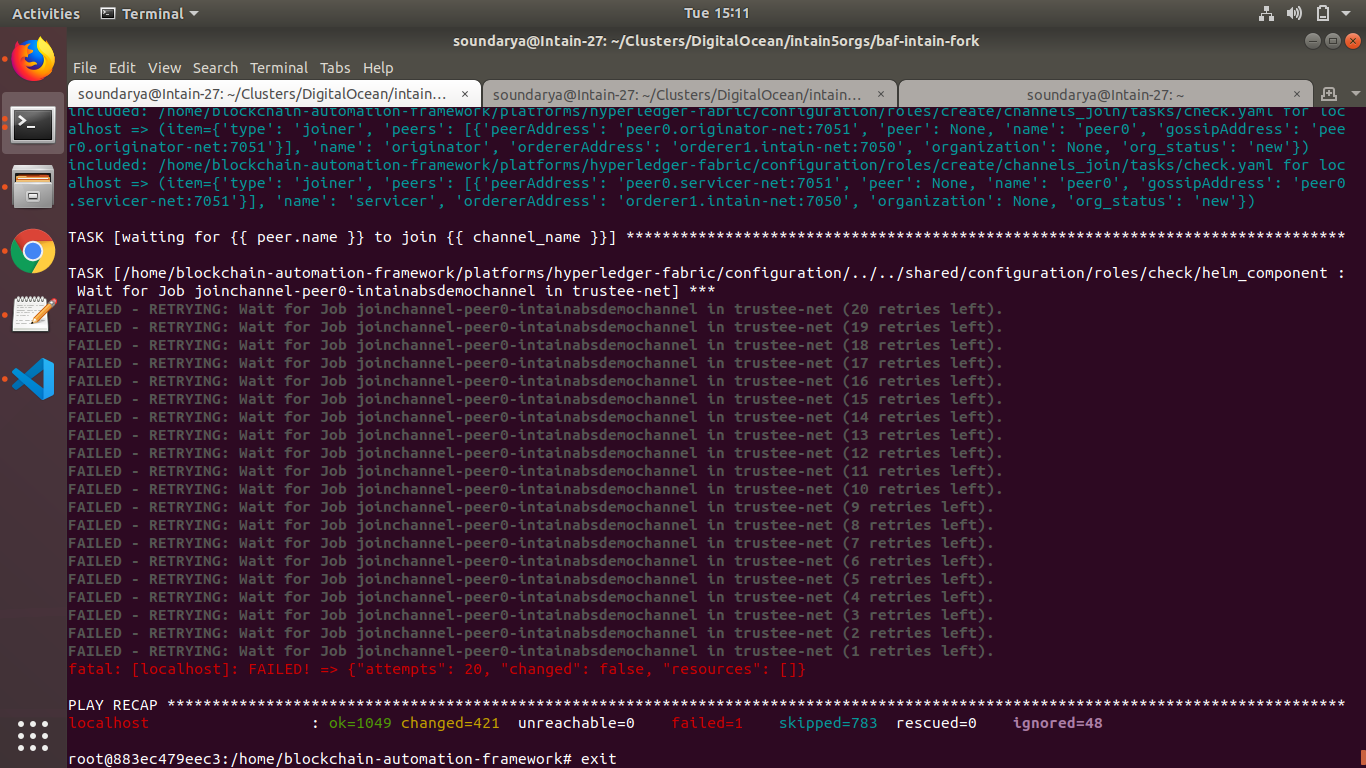 Activities Terminal Tue 15:11
soundarya@Intain-27: ~/Clusters/DigitalOcean/intain5orgs/baf-intain-fork
File Edit View Search Terminal Tabs Help
soundarya@Intain-27: ~/Clusters/DigitalOcean/intain… × soundarya@Intain-27: ~/Clusters/DigitalOcean/intain… × soundarya@Intain-27: ~ ×
included: /home/blockchain-automation-framework/platforms/hyperledger-fabric/configuration/roles/create/channels_join/tasks/check.yaml for loc
alhost => (item={'type': 'joiner', 'peers': [{'peerAddress': 'peer0.originator-net:7051', 'peer': None, 'name': 'peer0', 'gossipAddress': 'pee
r0.originator-net:7051'}], 'name': 'originator', 'ordererAddress': 'orderer1.intain-net:7050', 'organization': None, 'org_status': 'new'})
included: /home/blockchain-automation-framework/platforms/hyperledger-fabric/configuration/roles/create/channels_join/tasks/check.yaml for loc
alhost => (item={'type': 'joiner', 'peers': [{'peerAddress': 'peer0.servicer-net:7051', 'peer': None, 'name': 'peer0', 'gossipAddress': 'peer0
.servicer-net:7051'}], 'name': 'servicer', 'ordererAddress': 'orderer1.intain-net:7050', 'organization': None, 'org_status': 'new'})
TASK [waiting for {{ peer.name }} to join {{ channel_name }}] ********************************************************************************
TASK [/home/blockchain-automation-framework/platforms/hyperledger-fabric/configuration/../../shared/configuration/roles/check/helm_component :
Wait for Job joinchannel-peer0-intainabsdemochannel in trustee-net] ***
FAILED - RETRYING: Wait for Job joinchannel-peer0-intainabsdemochannel in trustee-net (20 retries left).
FAILED - RETRYING: Wait for Job joinchannel-peer0-intainabsdemochannel in trustee-net (19 retries left).
FAILED - RETRYING: Wait for Job joinchannel-peer0-intainabsdemochannel in trustee-net (18 retries left).
FAILED - RETRYING: Wait for Job joinchannel-peer0-intainabsdemochannel in trustee-net (17 retries left).
FAILED - RETRYING: Wait for Job joinchannel-peer0-intainabsdemochannel in trustee-net (16 retries left).
FAILED - RETRYING: Wait for Job joinchannel-peer0-intainabsdemochannel in trustee-net (15 retries left).
FAILED - RETRYING: Wait for Job joinchannel-peer0-intainabsdemochannel in trustee-net (14 retries left).
FAILED - RETRYING: Wait for Job joinchannel-peer0-intainabsdemochannel in trustee-net (13 retries left).
FAILED - RETRYING: Wait for Job joinchannel-peer0-intainabsdemochannel in trustee-net (12 retries left).
FAILED - RETRYING: Wait for Job joinchannel-peer0-intainabsdemochannel in trustee-net (11 retries left).
FAILED - RETRYING: Wait for Job joinchannel-peer0-intainabsdemochannel in trustee-net (10 retries left).
FAILED - RETRYING: Wait for Job joinchannel-peer0-intainabsdemochannel in trustee-net (9 retries left).
FAILED - RETRYING: Wait for Job joinchannel-peer0-intainabsdemochannel in trustee-net (8 retries left).
FAILED - RETRYING: Wait for Job joinchannel-peer0-intainabsdemochannel in trustee-net (7 retries left).
FAILED - RETRYING: Wait for Job joinchannel-peer0-intainabsdemochannel in trustee-net (6 retries left).
FAILED - RETRYING: Wait for Job joinchannel-peer0-intainabsdemochannel in trustee-net (5 retries left).
FAILED - RETRYING: Wait for Job joinchannel-peer0-intainabsdemochannel in trustee-net (4 retries left).
FAILED - RETRYING: Wait for Job joinchannel-peer0-intainabsdemochannel in trustee-net (3 retries left).
FAILED - RETRYING: Wait for Job joinchannel-peer0-intainabsdemochannel in trustee-net (2 retries left).
FAILED - RETRYING: Wait for Job joinchannel-peer0-intainabsdemochannel in trustee-net (1 retries left).
fatal: [localhost]: FAILED! => {"attempts": 20, "changed": false, "resources": []}
PLAY RECAP ***********************************************************************************************************************************
localhost : ok=1049 changed=421 unreachable=0 failed=1 skipped=783 rescued=0 ignored=48
root@883ec479eec3:/home/blockchain-automation-framework# exit